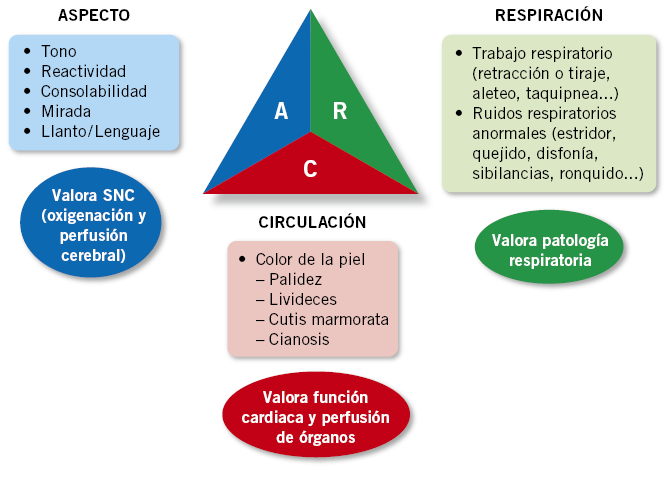 ASPECTO
• Tono
• Reactividad
• Consolabilidad
• Mirada
• Llanto/Lenguaje
Valora SNC
(oxigenación y
perfusión
cerebral)
A
R
C
RESPIRACIÓN
• Trabajo respiratorio
(retracción o tiraje,
aleteo, taquipnea...)
• Ruidos respiratorios
anormales (estridor,
quejido, disfonía,
sibilancias, ronquido...)
Valora patología
respiratoria
CIRCULACIÓN
• Color de la piel
– Palidez
– Livideces
– Cutis marmorata
– Cianosis
Valora función
cardiaca y perfusión
de órganos